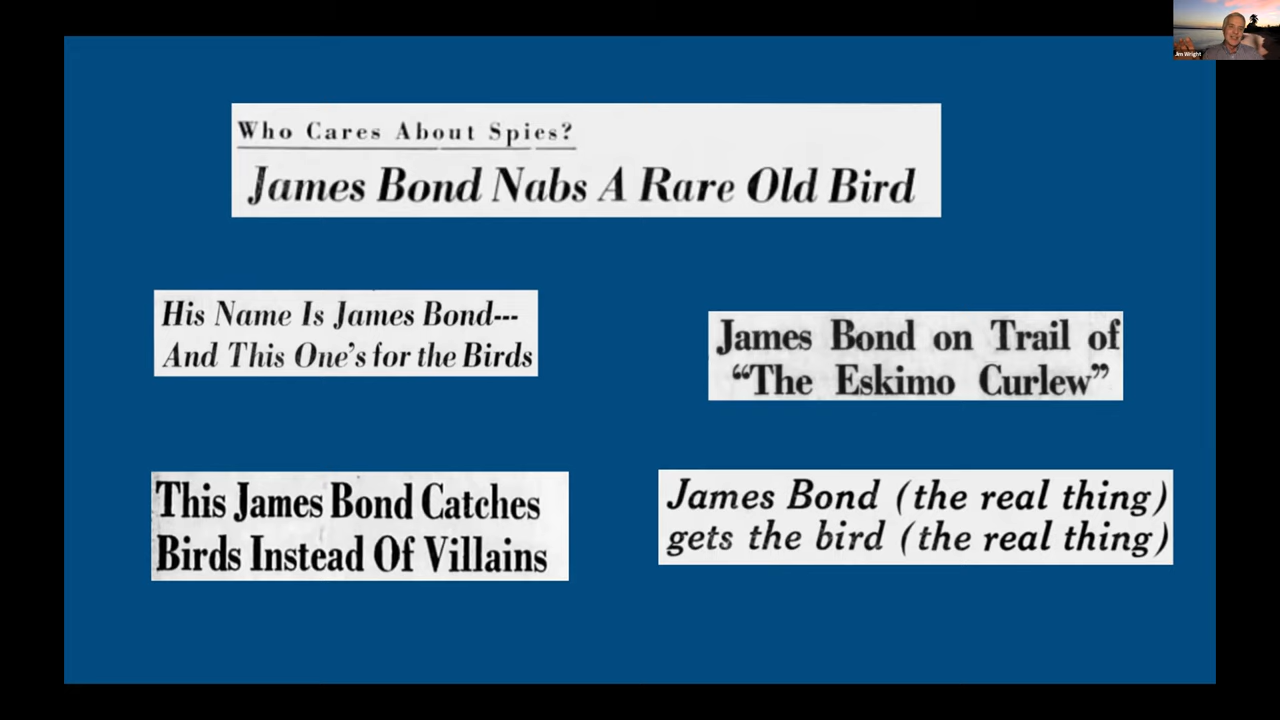 Jim Wright
Who Cares About Spies?
James Bond Nabs A Rare Old Bird
His Name Is James Bond---
And This One's for the Birds
James Bond on Trail of
“The Eskimo Curlew”
This James Bond Catches
Birds Instead Of Villains
James Bond (the real thing)
gets the bird (the real thing)